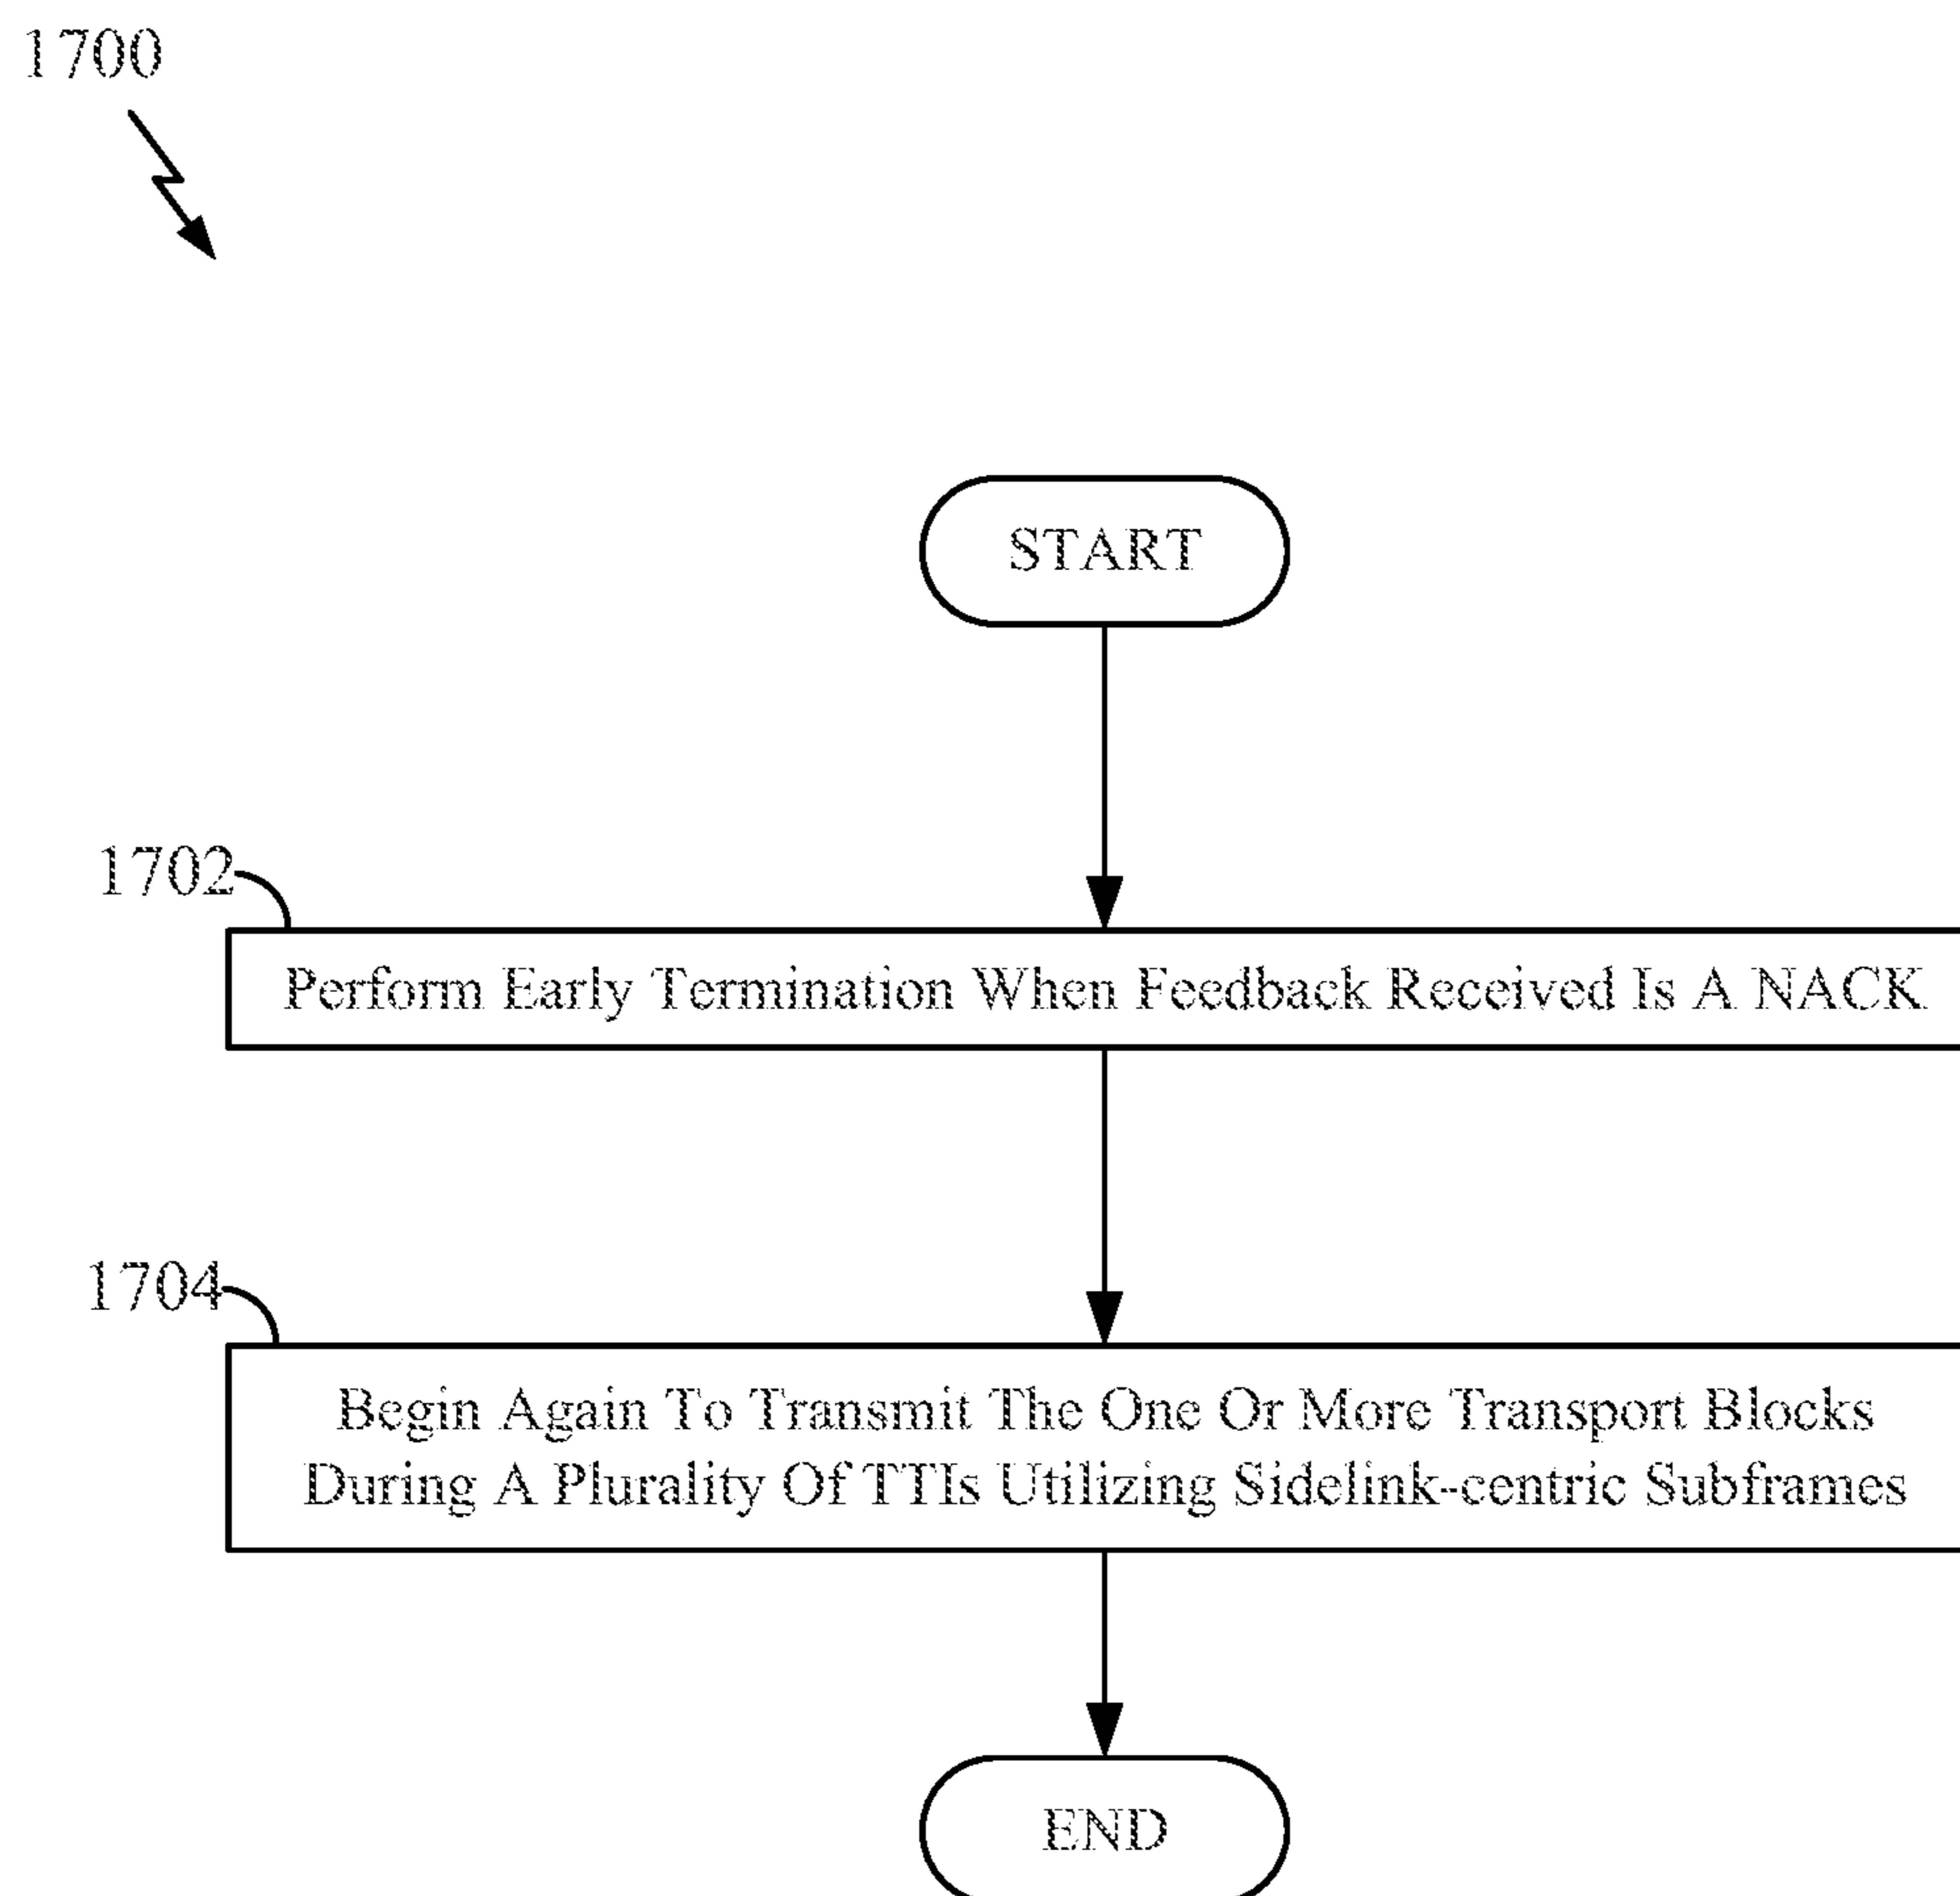 1700
START
1702
Perform Early Termination When Feedback Received Is A NACK
1704
Begin Again To Transmit The One Or More Transport Blocks
During A Plurality Of TTIs Utilizing Sidelink-centric Subframes
END